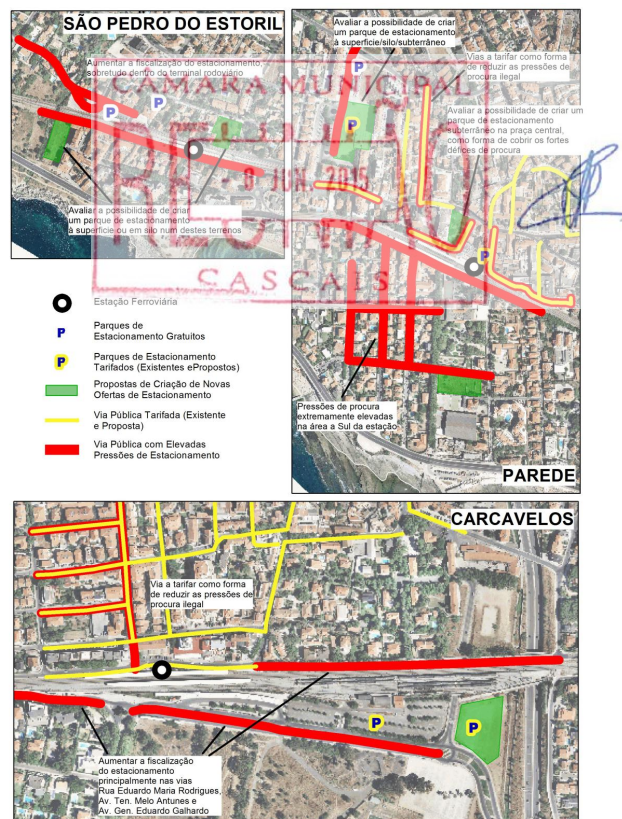 SÃO PEDRO DO ESTORIL
Aumentar a fiscalização do estacionamento,
sobretudo dentro do terminal rodoviário
P
P
P
Avaliar a possibilidade de criar
um parque de estacionamento
à superficie ou em silo num destes terrenos
Avaliar a possibilidade de criar
um parque de estacionamento
à superficie/silo/subterrâneo
Vias a tarifar como forma
de reduzir as pressões de
procura ilegal
Avaliar a possibilidade de criar um
parque de estacionamento
subterrâneo na praça central,
como forma de cobrir os fortes
défices de procura
P
P
P
Pressões de procura
extremamente elevadas
na área a Sul da estação
PAREDE
CÂMARA MUNICIPAL
JUN. 2015
CASCAIS
Estação Ferroviária
P
Parques de
Estacionamento Gratuitos
P
Parques de Estacionamento
Tarifados (Existentes ePropostos)
Propostas de Criação de Novas
Ofertas de Estacionamento
Via Pública Tarifada (Existente
e Proposta)
Via Pública com Elevadas
Pressões de Estacionamento
CARCAVELOS
Via a tarifar como forma
de reduzir as pressões de
procura ilegal
P
P
Aumentar a fiscalização
do estacionamento
principalmente nas vias
Rua Eduardo Maria Rodrigues,
Av. Ten. Melo Antunes e
Av. Gen. Eduardo Galhardo